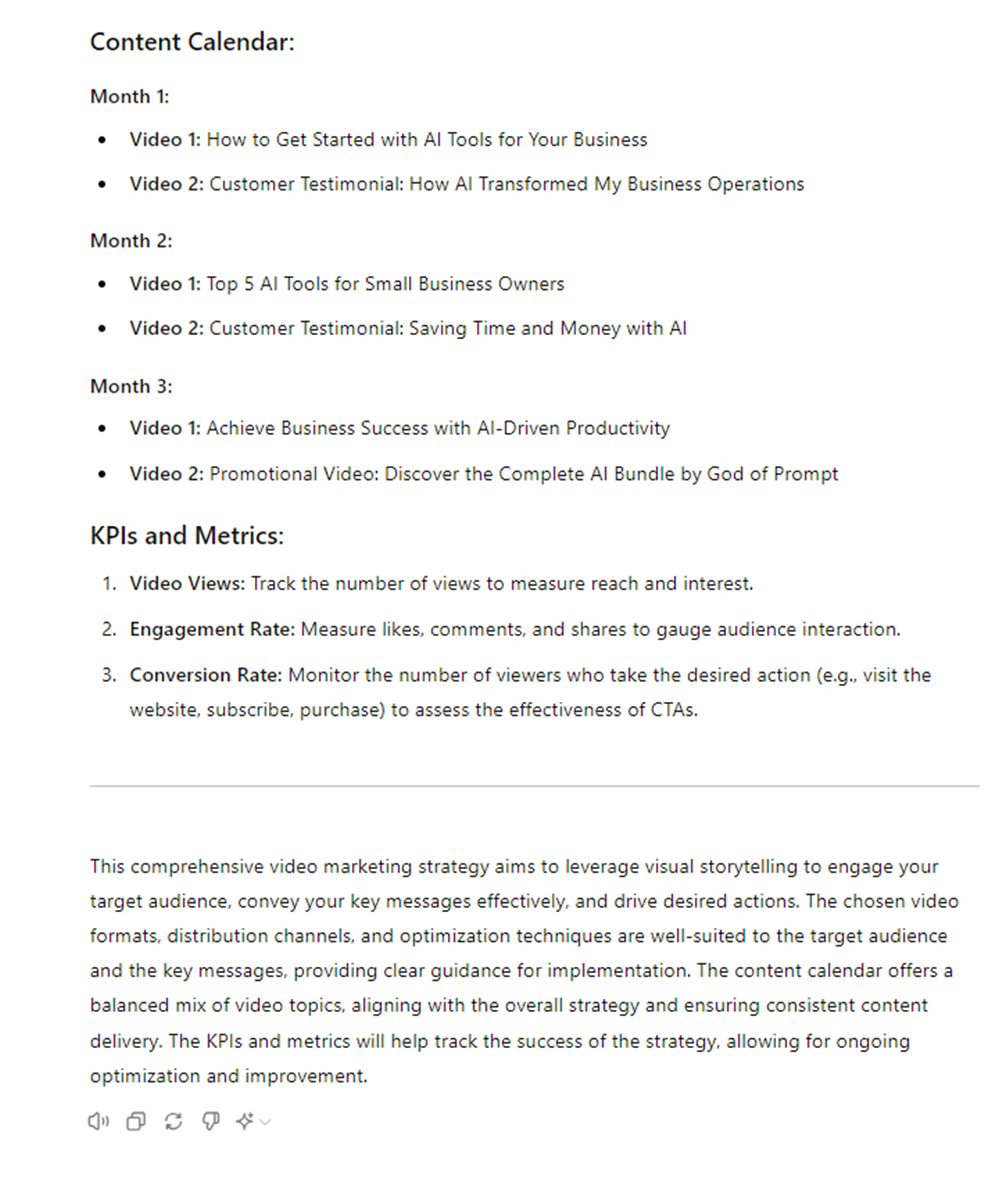 Content Calendar:
Month 1:
• Video 1: How to Get Started with AI Tools for Your Business
• Video 2: Customer Testimonial: How AI Transformed My Business Operations
Month 2:
• Video 1: Top 5 AI Tools for Small Business Owners
• Video 2: Customer Testimonial: Saving Time and Money with AI
Month 3:
• Video 1: Achieve Business Success with AI-Driven Productivity
• Video 2: Promotional Video: Discover the Complete AI Bundle by God of Prompt
KPIs and Metrics:
1. Video Views: Track the number of views to measure reach and interest.
2. Engagement Rate: Measure likes, comments, and shares to gauge audience interaction.
3. Conversion Rate: Monitor the number of viewers who take the desired action (e.g., visit the
website, subscribe, purchase) to assess the effectiveness of CTAs.
This comprehensive video marketing strategy aims to leverage visual storytelling to engage your
target audience, convey your key messages effectively, and drive desired actions. The chosen video
formats, distribution channels, and optimization techniques are well-suited to the target audience
and the key messages, providing clear guidance for implementation. The content calendar offers a
balanced mix of video topics, aligning with the overall strategy and ensuring consistent content
delivery. The KPIs and metrics will help track the success of the strategy, allowing for ongoing
optimization and improvement.